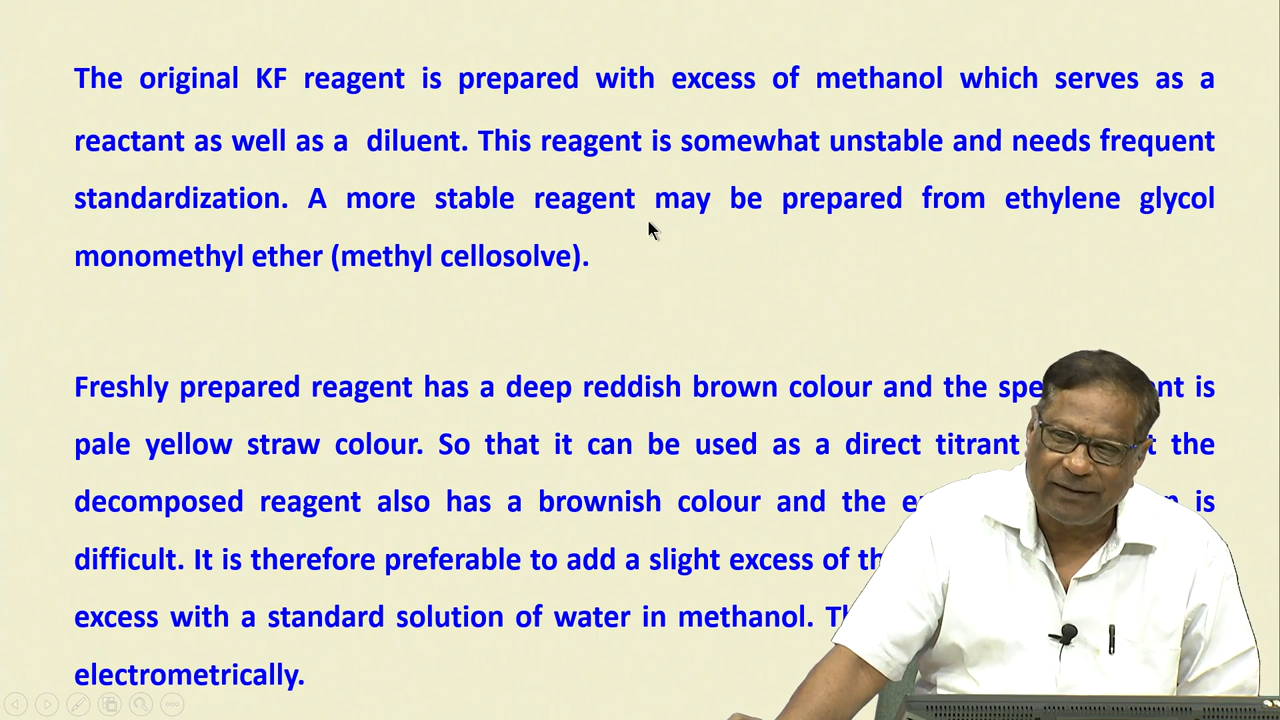 The original KF reagent is prepared with excess of methanol which serves as a
reactant as well as a diluent. This reagent is somewhat unstable and needs frequent
standardization. A more stable reagent may be prepared from ethylene glycol
monomethyl ether (methyl cellosolve).
Freshly prepared reagent has a deep reddish brown colour and the is
pale yellow straw colour. So that it can be used as a direct titrant the
decomposed reagent also has a brownish colour and the is
difficult. It is therefore preferable to add a slight excess of
excess with a standard solution of water in methanol.
electrometrically.